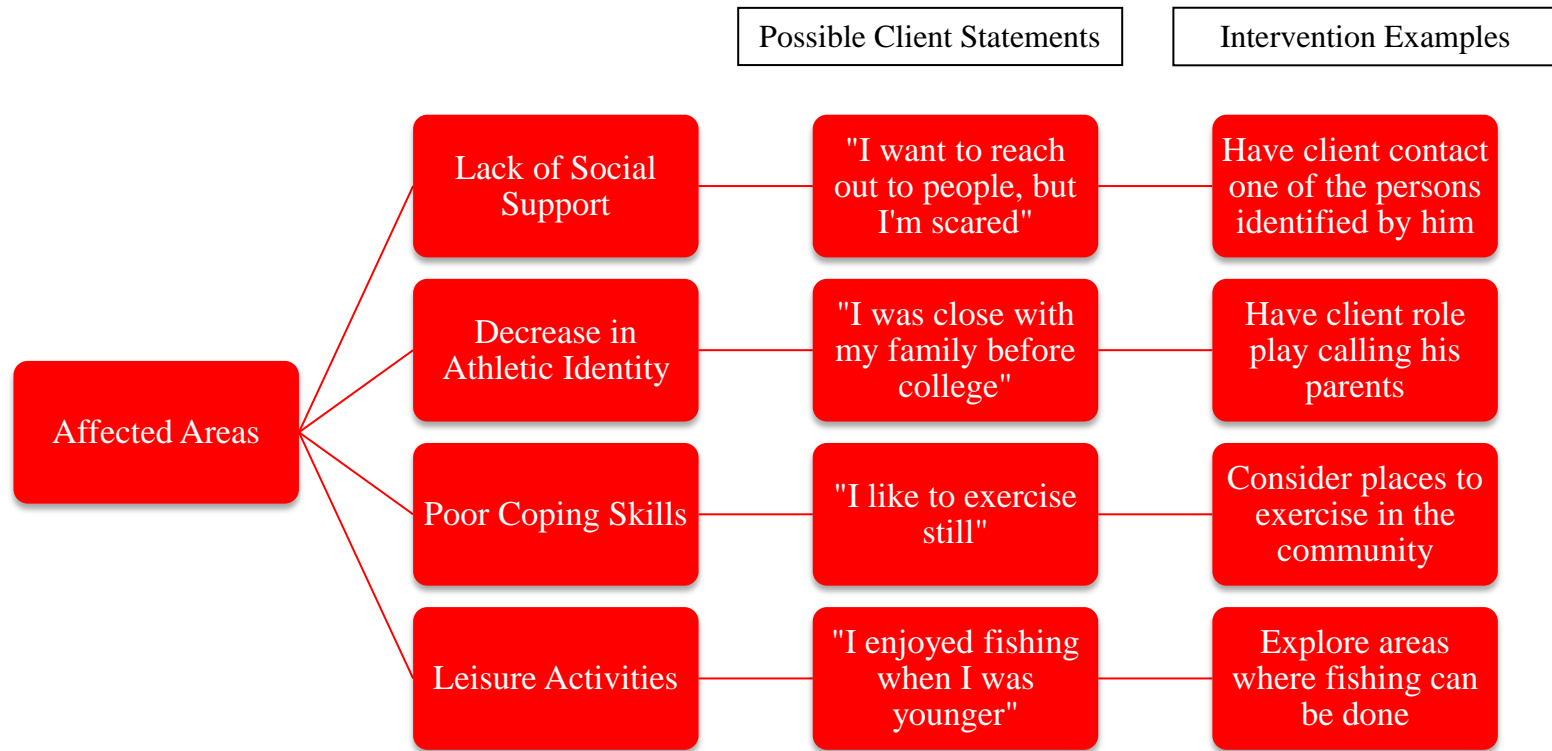 Possible Client Statements
Intervention Examples
Affected Areas
Lack of Social
Support
"I want to reach
out to people, but
I'm scared"
Have client contact
one of the persons
identified by him
Decrease in
Athletic Identity
"I was close with
my family before
college"
Have client role
play calling his
parents
Poor Coping Skills
"I like to exercise
still"
Consider places to
exercise in the
community
Leisure Activities
"I enjoyed fishing
when I was
younger"
Explore areas
where fishing can
be done